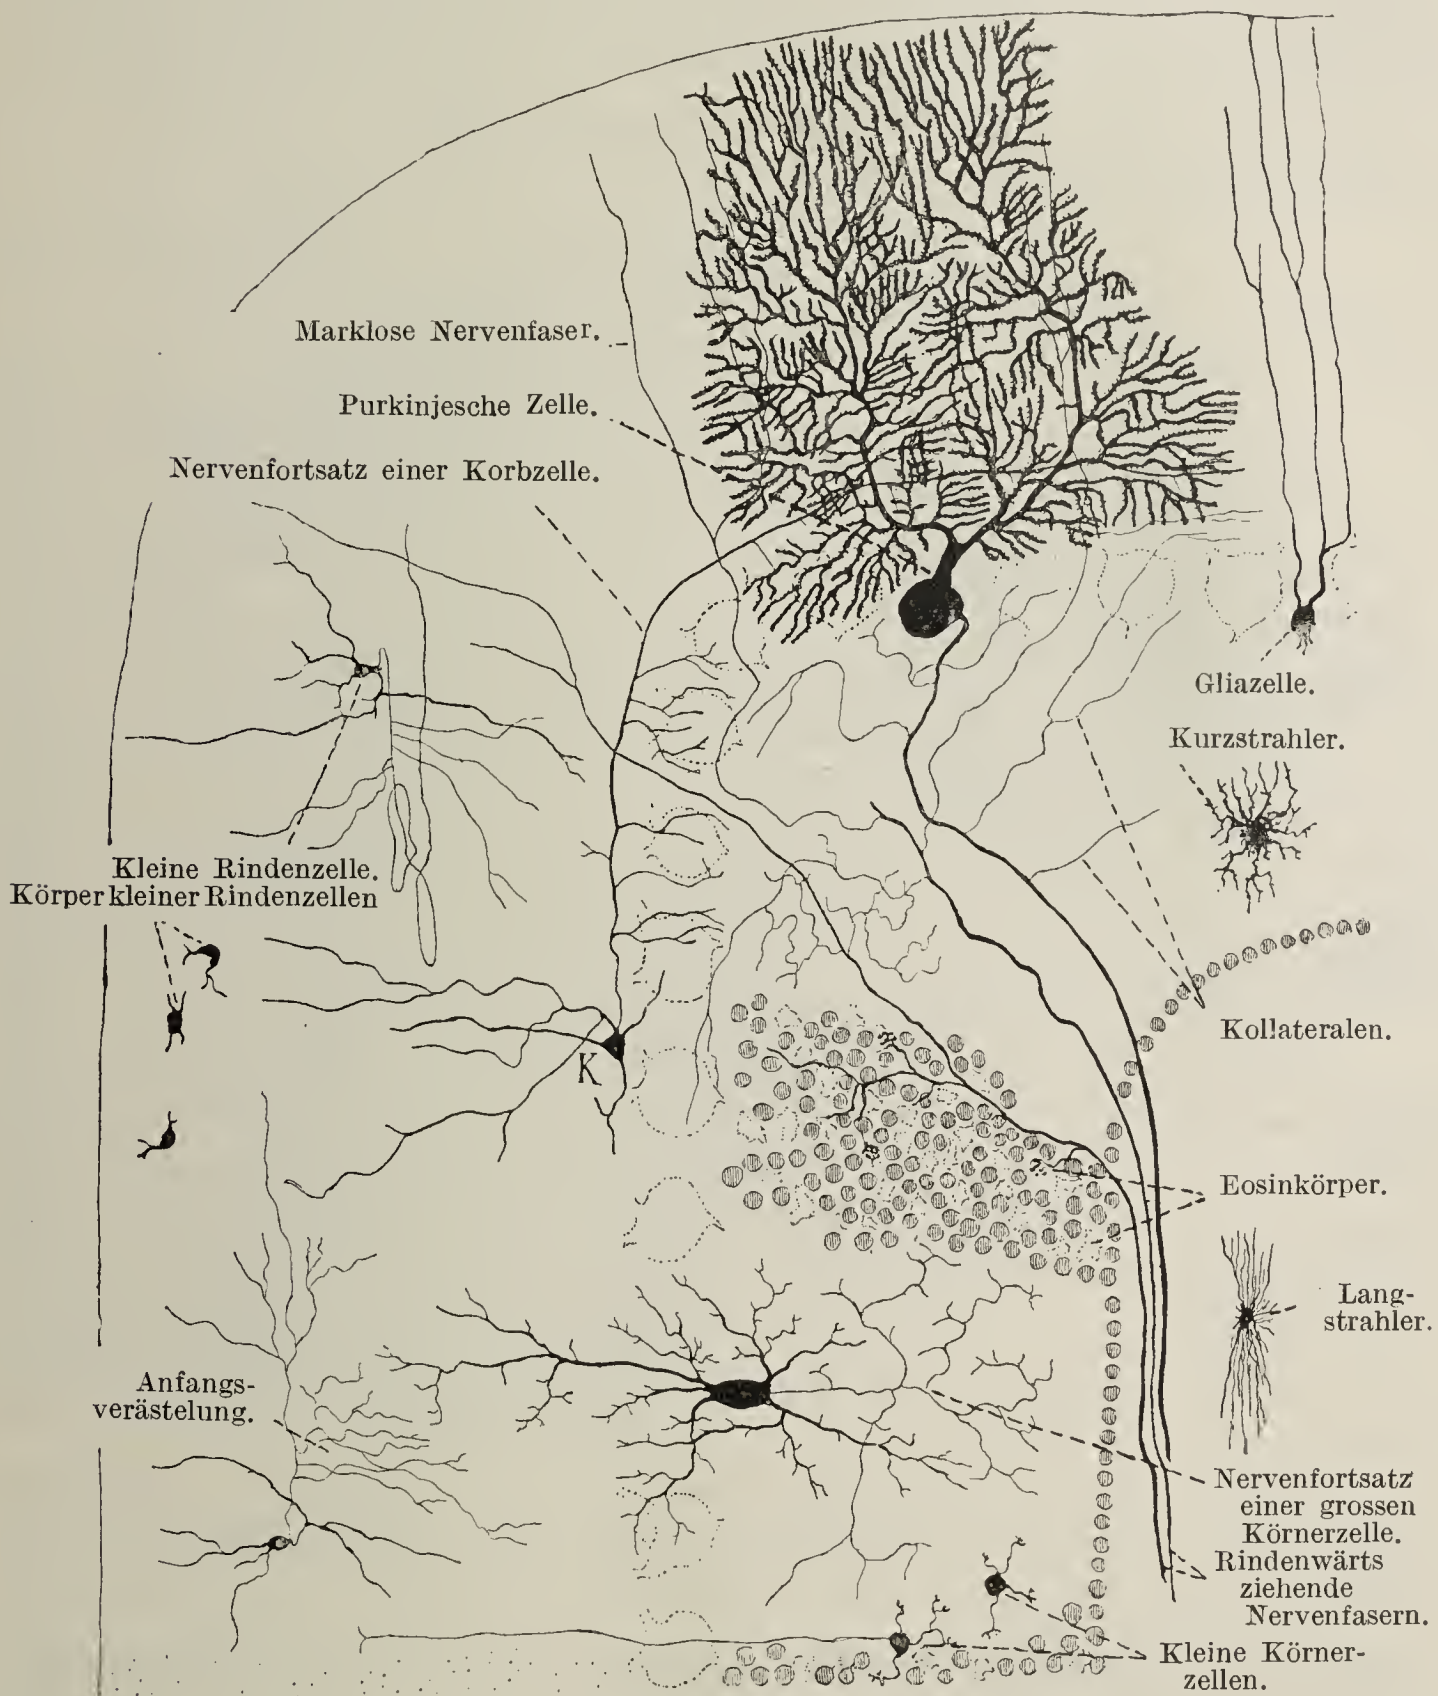 Marklose Nervenfaser.
Purkinjesche Zelle.
Nervenfortsatz einer Korbzelle.
Gliazelle.
Kurzstrahler.
Kleine Rindenzelle.
Körper kleiner Rindenzellen
K
Kollateralen.
Eosinkörper.
Lang-
strahler.
Anfangs-
verästelung.
Nervenfortsatz
einer grossen
Körnerzelle.
Rindenwärts
ziehende
Nervenfasern.
Kleine Körner-
zellen.